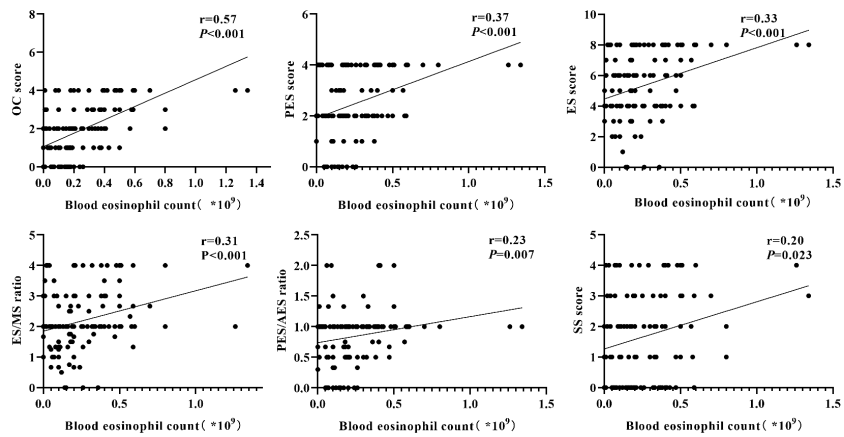 r=0.57
P<0.001
OC score
8
6
4
2
0
0.0 0.2 0.4 0.6 0.8 1.0 1.2 1.4
Blood eosinophil count( *10⁹)
r=0.37
P<0.001
PES score
6
4
2
0
0.0 0.5 1.0 1.5
Blood eosinophil count( *10⁹)
r=0.33
P<0.001
ES score
10
8
6
4
2
0
0.0 0.5 1.0 1.5
Blood eosinophil count( *10⁹)
r=0.31
P<0.001
ES/MS ratio
5
4
3
2
1
0
0.0 0.5 1.0
Blood eosinophil count( *10⁹)
r=0.23
P=0.007
PES/AES ratio
2.5
2.0
1.5
1.0
0.5
0.0
0.0 0.5 1.0 1.5
Blood eosinophil count( *10⁹)
r=0.20
P=0.023
SS score
5
4
3
2
1
0
0.0 0.5 1.0 1.5
Blood eosinophil count( *10⁹)